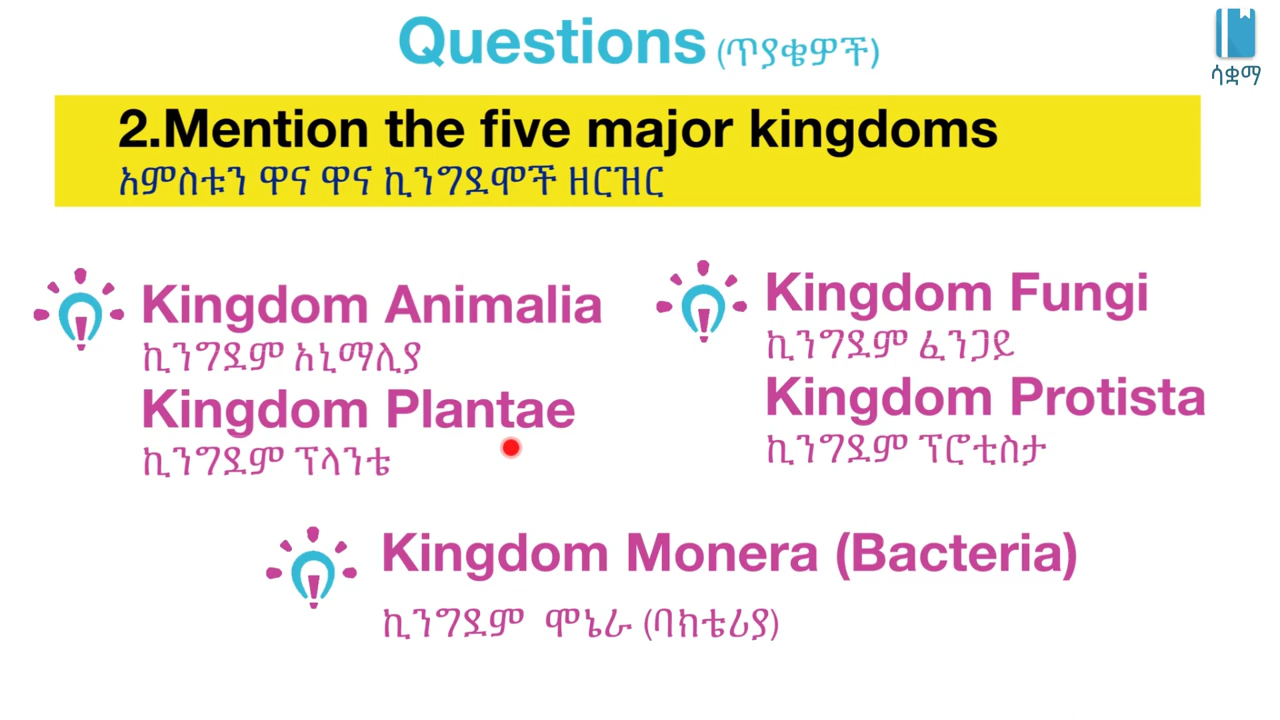 Questions (ጥያቄዎች)
ሳቋማ
2.Mention the five major kingdoms
አምስቱን ዋና ዋና ኪንግደሞች ዘርዝር
Kingdom Animalia
ኪንግደም አኒማሊያ
Kingdom Plantae
ኪንግደም ፕላንቴ
Kingdom Fungi
ኪንግደም ፈንጋይ
Kingdom Protista
ኪንግደም ፕሮቲስታ
Kingdom Monera (Bacteria)
ኪንግደም ሞኔራ (ባክቴሪያ)